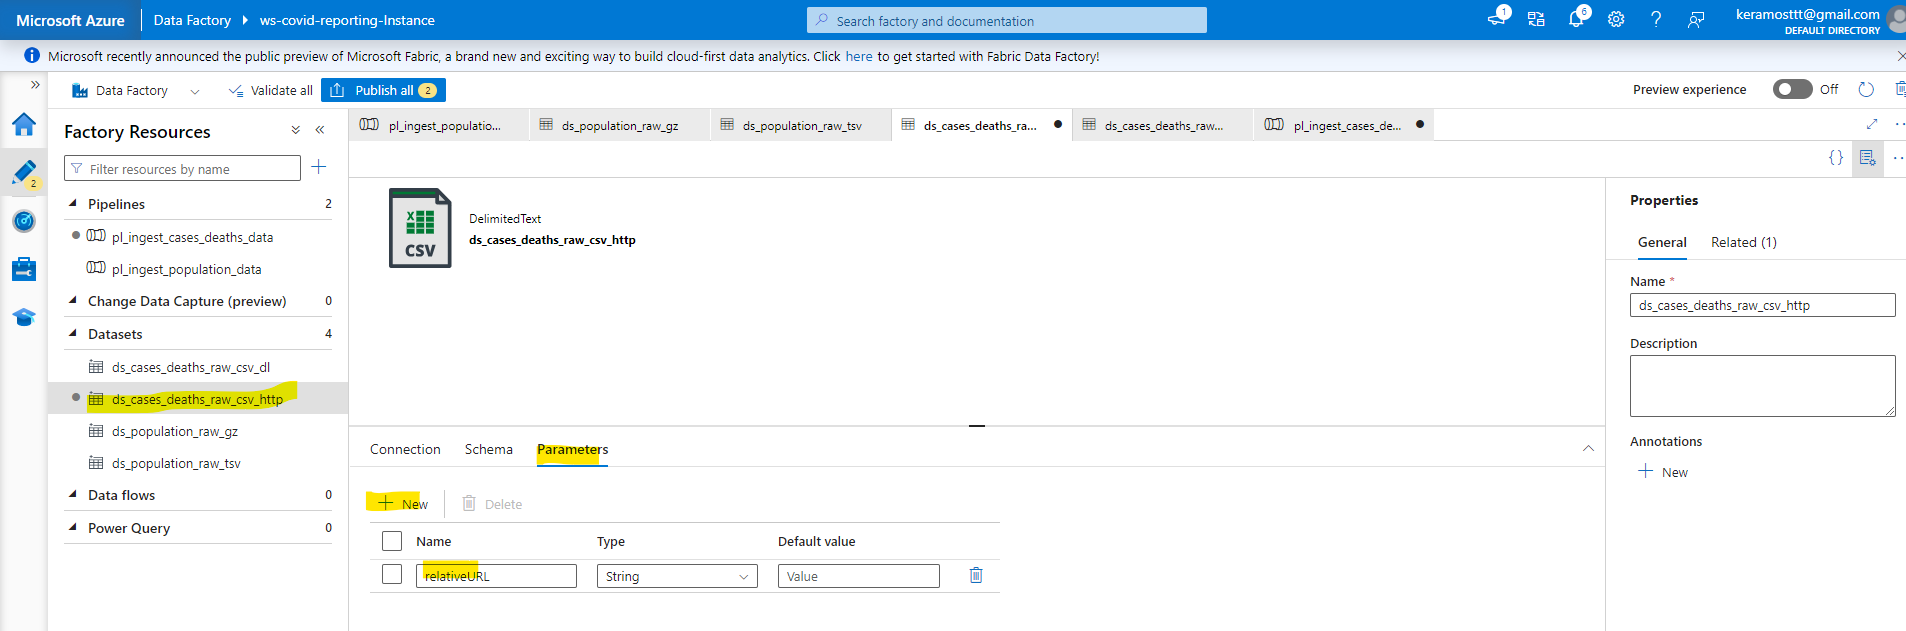 Microsoft Azure
Data Factory
ws-covid-reporting-Instance
Search factory and documentation
1
6
keramosttt@gmail.com
DEFAULT DIRECTORY
Microsoft recently announced the public preview of Microsoft Fabric, a brand new and exciting way to build cloud-first data analytics. Click here to get started with Fabric Data Factory!
Data Factory
Validate all
Publish all 2
Preview experience
Off
Factory Resources
Filter resources by name
2
Pipelines 2
pl_ingest_cases_deaths_data
pl_ingest_population_data
Change Data Capture (preview) 0
Datasets 4
ds_cases_deaths_raw_csv_dl
ds_cases_deaths_raw_csv_http
ds_population_raw_gz
ds_population_raw_tsv
Data flows 0
Power Query 0
pl_ingest_populatio...
ds_population_raw_gz
ds_population_raw_tsv
ds_cases_deaths_ra...
ds_cases_deaths_raw...
pl_ingest_cases_de...
{}
X
CSV
DelimitedText
ds_cases_deaths_raw_csv_http
Connection
Schema
Parameters
New
Delete
Name Type Default value
relativeURL String Value
Properties
General
Related (1)
Name *
ds_cases_deaths_raw_csv_http
Description
Annotations
New